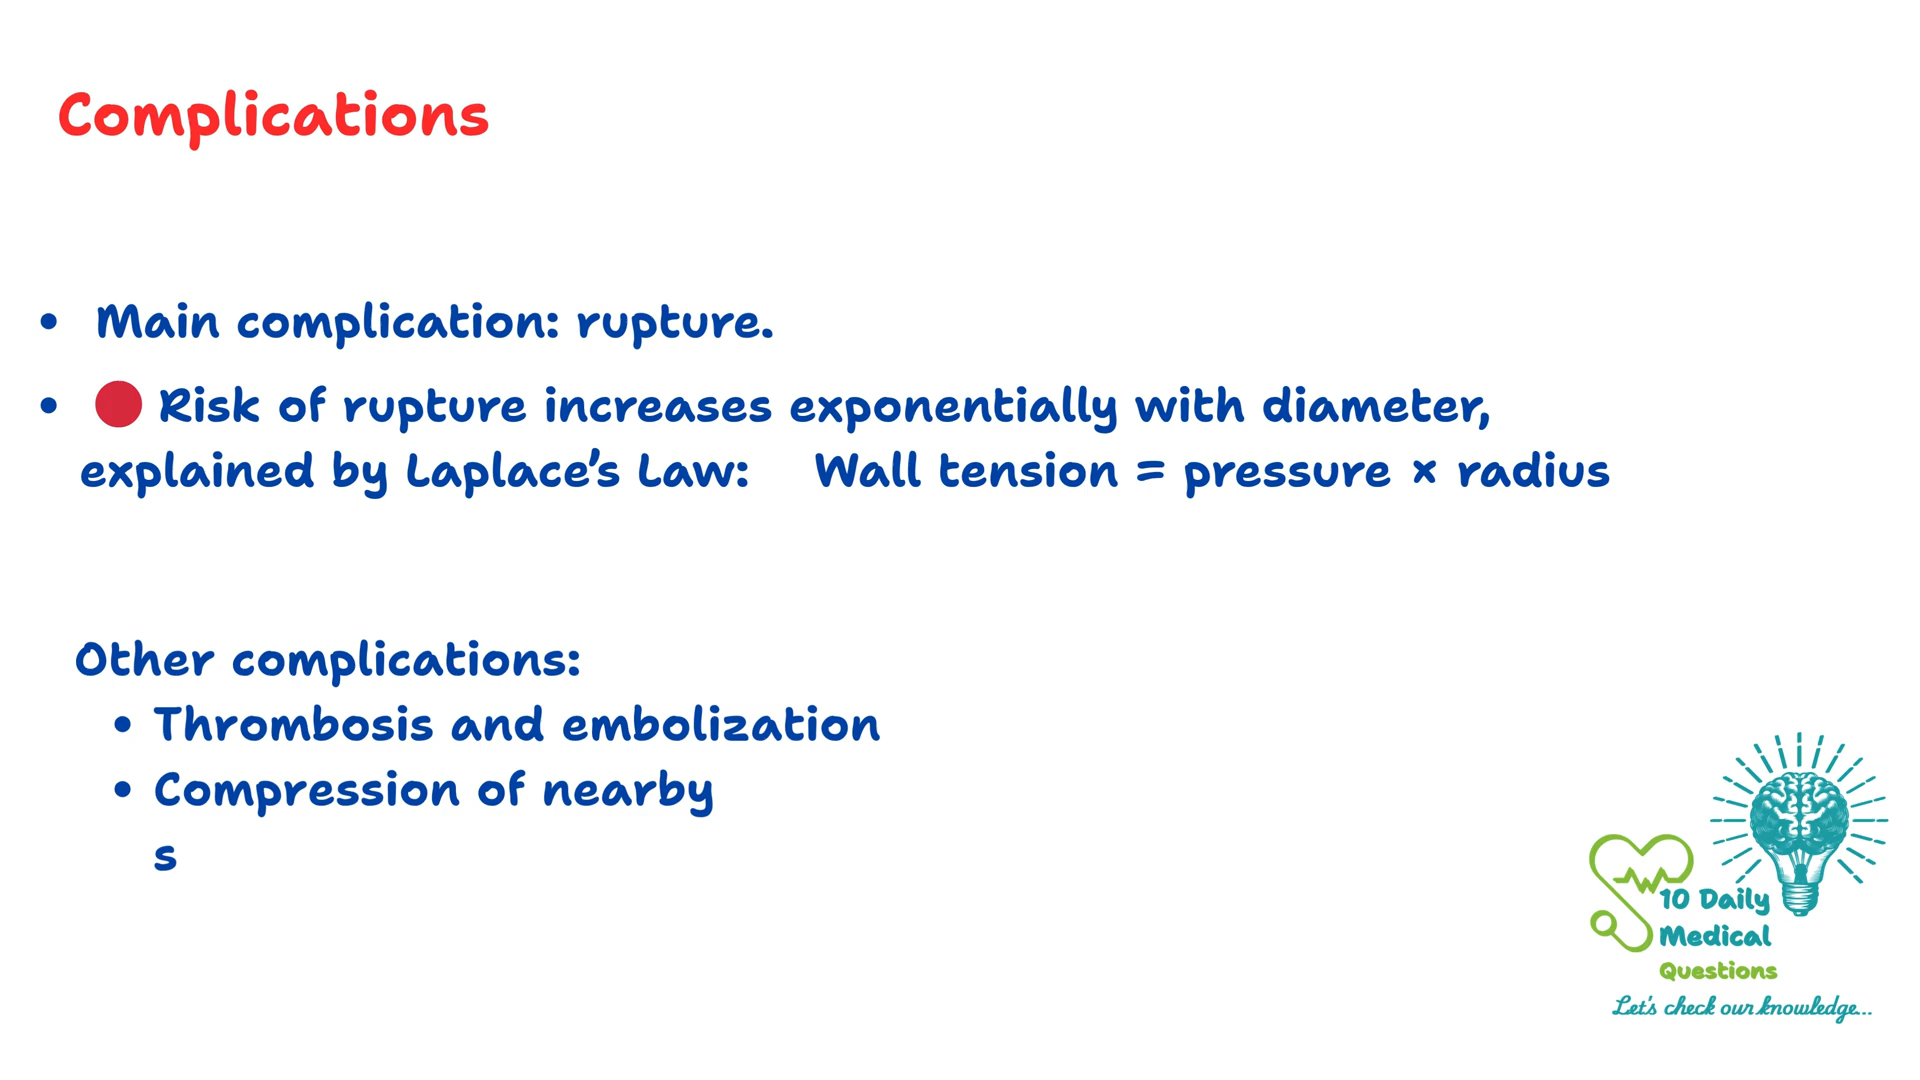 Complications
• Main complication: rupture.
• 🔴 Risk of rupture increases exponentially with diameter,
explained by Laplace’s Law: Wall tension = pressure × radius
Other complications:
• Thrombosis and embolization
• Compression of nearby
s
10 Daily
Medical
Questions
Let's check our knowledge...